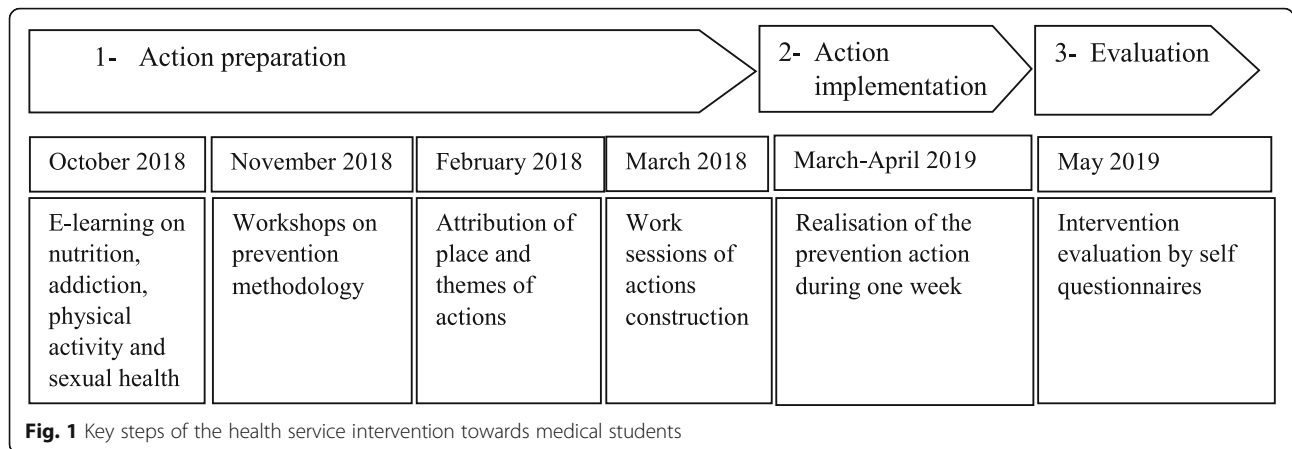 1- Action preparation
2- Action
implementation
3- Evaluation
October 2018
November 2018
February 2018
March 2018
March-April 2019
May 2019
E-learning on
nutrition,
addiction,
physical
activity and
sexual health
Workshops on
prevention
methodology
Attribution of
place and
themes of
actions
Work
sessions of
actions
construction
Realisation of the
prevention action
during one week
Intervention
evaluation by self
questionnaires
Fig. 1 Key steps of the health service intervention towards medical students